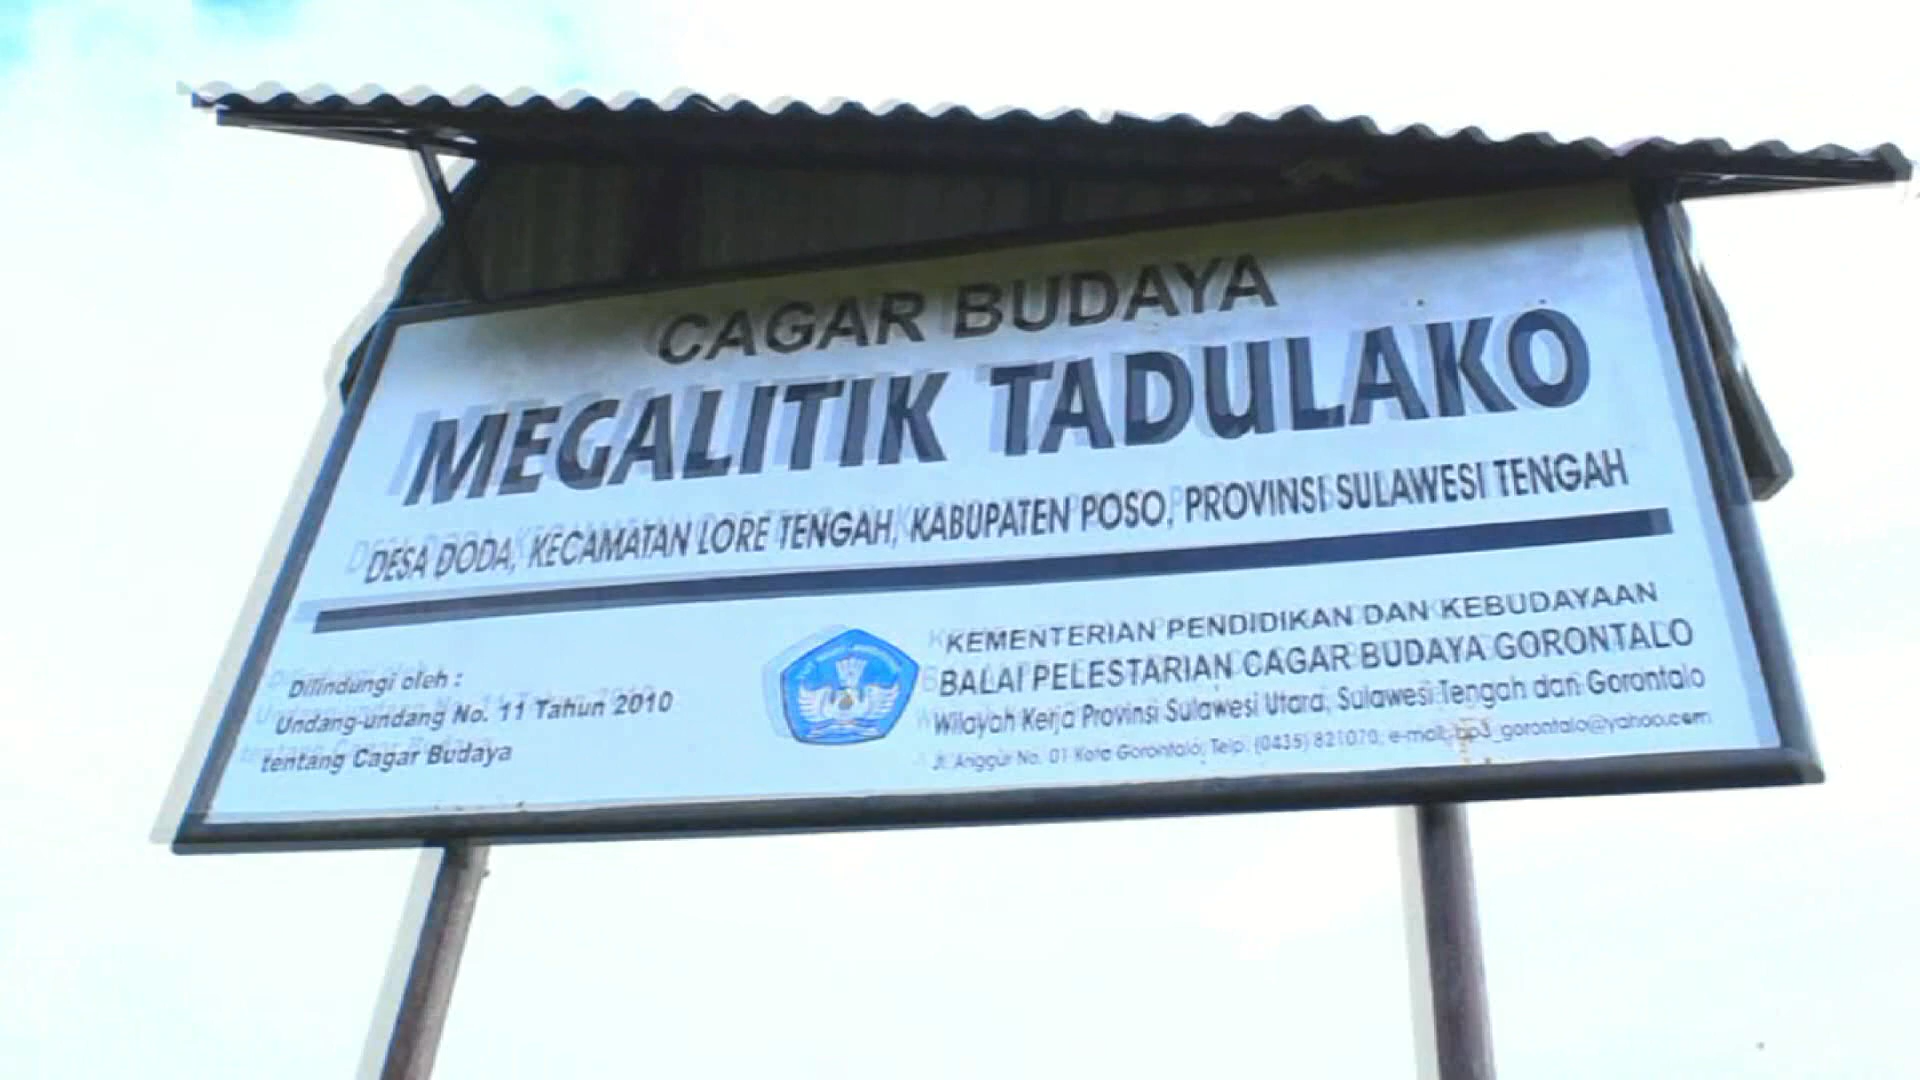 CAGAR BUDAYA
MEGALITIK TADULAKO
DESA DODA, KECAMATAN LORE TENGAH, KABUPATEN POSO, PROVINSI SULAWESI TENGAH
Dilindungi oleh :
Undang-undang No. 11 Tahun 2010
tentang Cagar Budaya
KEMENTERIAN PENDIDIKAN DAN KEBUDAYAAN
BALAI PELESTARIAN CAGAR BUDAYA GORONTALO
Wilayah Kerja Provinsi Sulawesi Utara, Sulawesi Tengah dan Gorontalo
Jl. Anggur No. 01 Kota Gorontalo, Telp. (0435) 821070, e-mail: bp3_gorontalo@yahoo.com